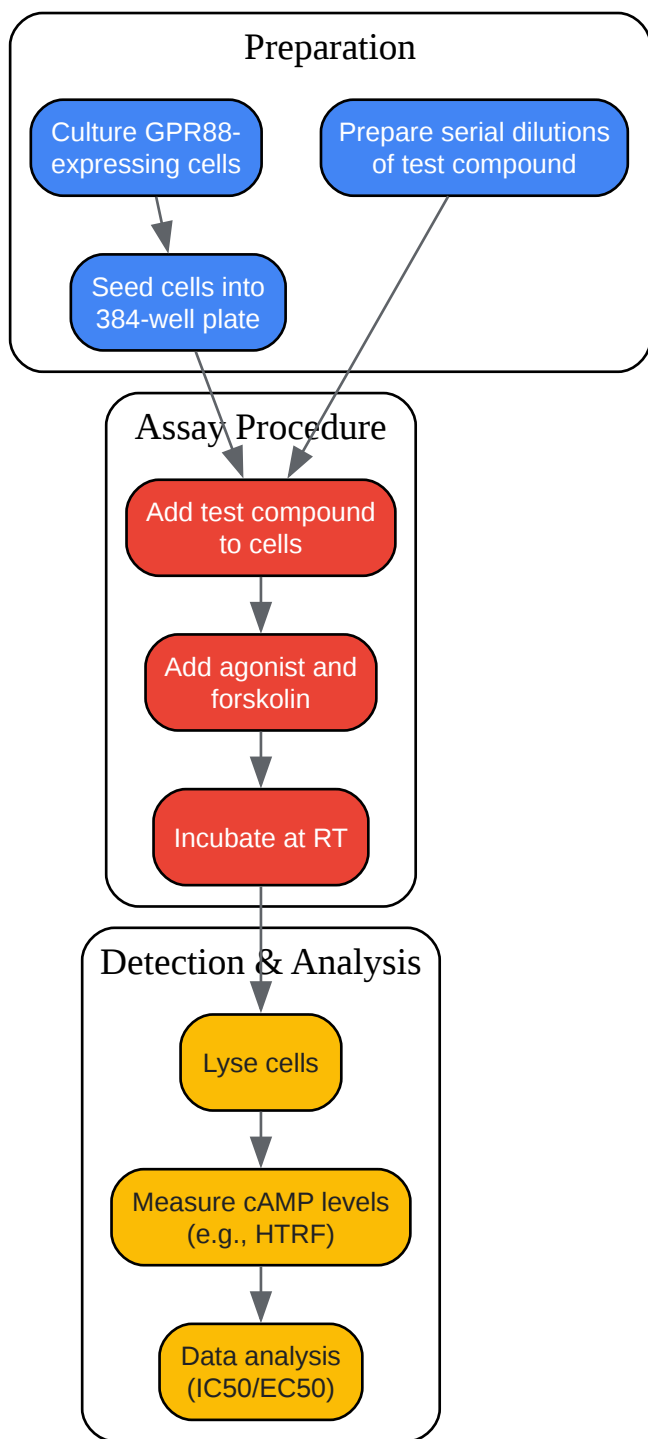 Preparation
Culture GPR88-
expressing cells
Prepare serial dilutions
of test compound
Seed cells into
384-well plate
Assay Procedure
Add test compound
to cells
Add agonist and
forskolin
Incubate at RT
Detection & Analysis
Lyse cells
Measure cAMP levels
(e.g., HTRF)
Data analysis
(IC50/EC50)